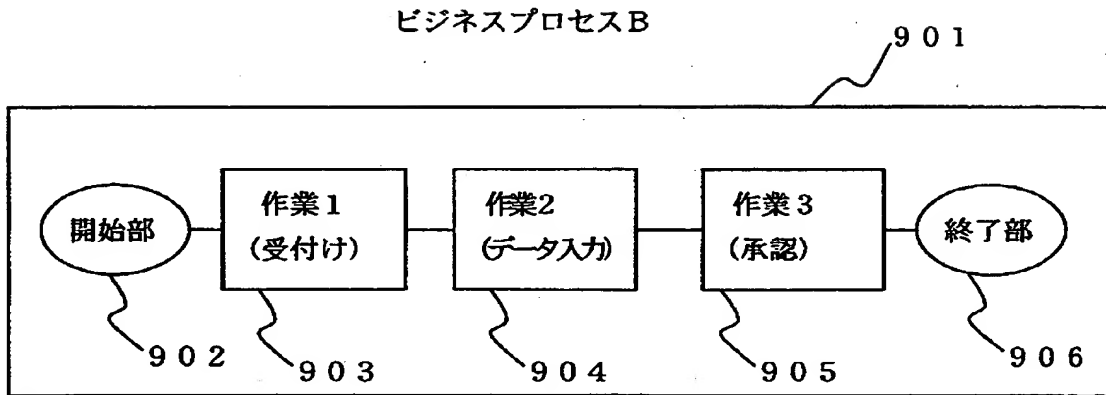 ビジネスプロセスB
901
開始部
作業1
(受付け)
作業2
(データ入力)
作業3
(承認)
終了部
902
903
904
905
906